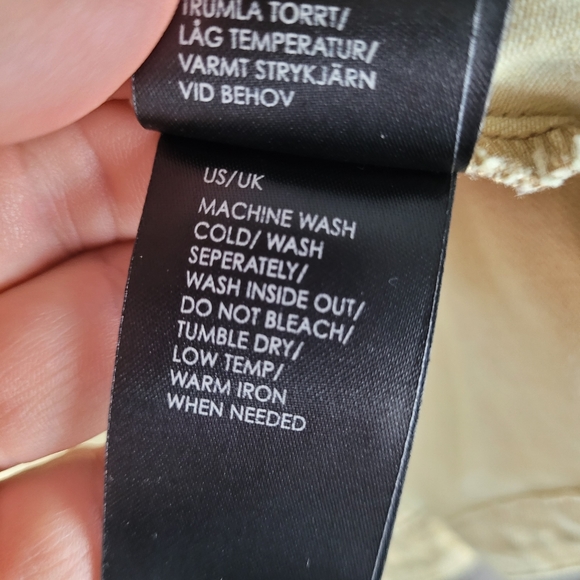 TRUMLA TORRT/
LÅG TEMPERATUR/
VARMT STRYKJÄRN
VID BEHOV
US/UK
MACHINE WASH
COLD/ WASH
SEPERATELY/
WASH INSIDE OUT/
DO NOT BLEACH/
TUMBLE DRY/
LOW TEMP/
WARM IRON
WHEN NEEDED